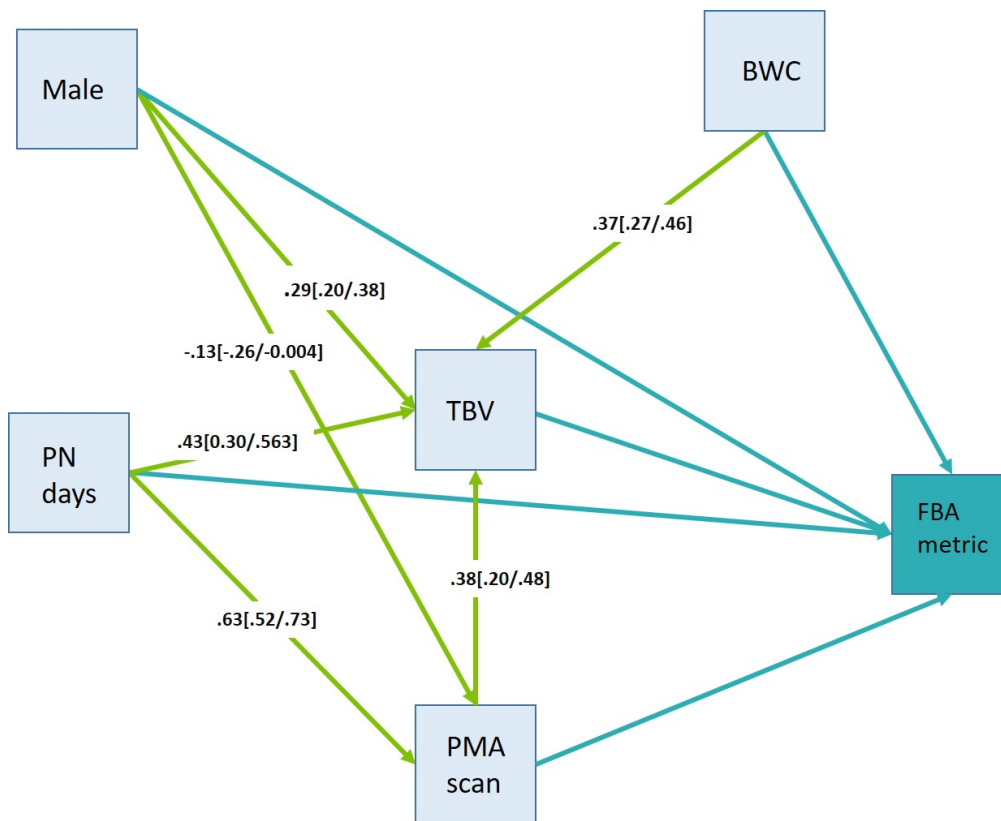 Male
BWC
.37[.27/.46]
.29[.20/.38]
-.13[-.26/-0.004]
TBV
.43[0.30/.563]
PN
days
FBA
metric
.38[.20/.48]
.63[.52/.73]
PMA
scan